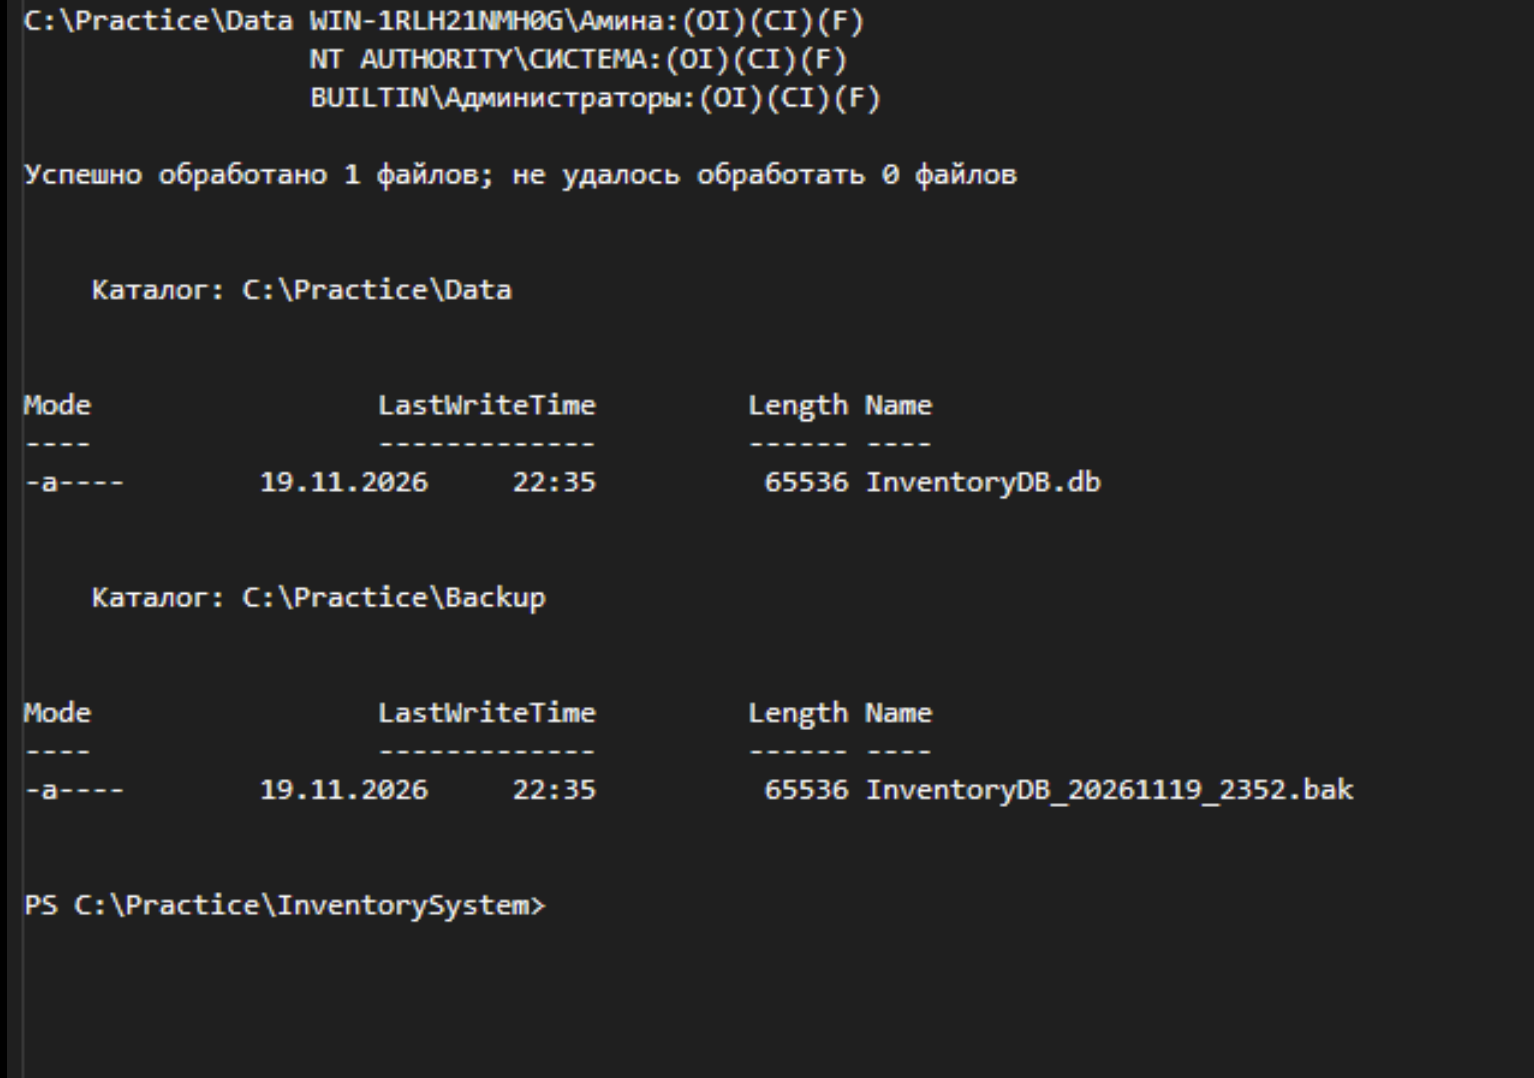 C:\Practice\Data WIN-1RLH21NMH0G\Амина:(OI)(CI)(F)
NT AUTHORITY\СИСТЕМА:(OI)(CI)(F)
BUILTIN\Администраторы:(OI)(CI)(F)
Успешно обработано 1 файлов; не удалось обработать 0 файлов
Каталог: C:\Practice\Data
Mode LastWriteTime Length Name
---- ------------- ------ ----
-a---- 19.11.2026 22:35 65536 InventoryDB.db
Каталог: C:\Practice\Backup
Mode LastWriteTime Length Name
---- ------------- ------ ----
-a---- 19.11.2026 22:35 65536 InventoryDB_20261119_2352.bak
PS C:\Practice\InventorySystem>